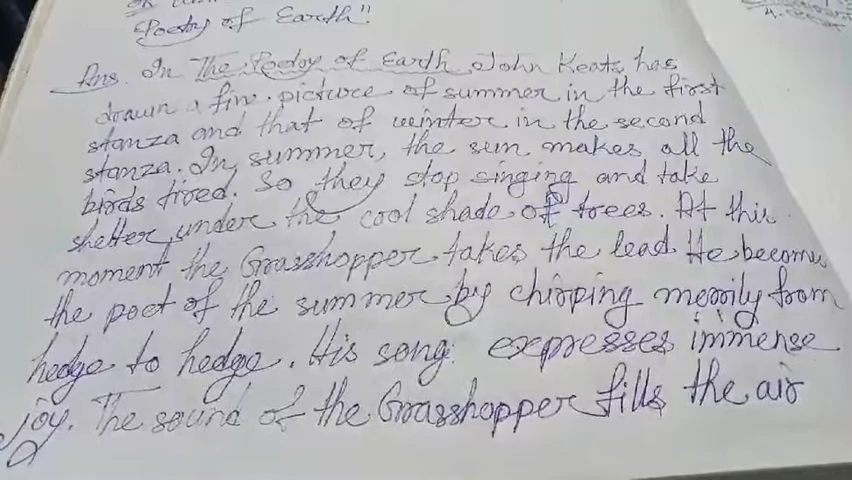 Poetry of Earth".
Ans. In The Poetry of Earth John Keats has
drawn a fine picture of summer in the first
stanza and that of winter in the second
stanza. In summer, the sun makes all the
birds tired. So they stop singing and take
shelter under the cool shade of trees. At this
moment the Grasshopper takes the lead. He becomes
the poet of the summer by chirping merrily from
hedge to hedge. His song expresses immense
joy. The sound of the Grasshopper fills the air